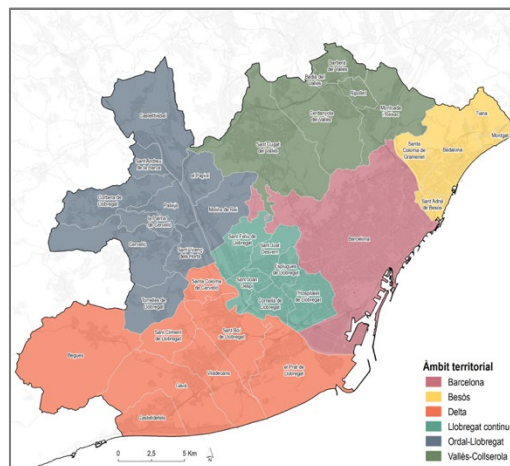 Castellbisbal
Barberà
del Vallès
Badia del
Vallès
Ripollet
Cerdanyola
del Vallès
Montcada
i Reixac
Sant Cugat
del Vallès
Tiana
Montgat
Badalona
Santa
Coloma de
Gramenet
Sant Adrià
de Besòs
Sant Andreu
de la Barca
el Papiol
Corbera de
Llobregat
Pallejà
la Palma de
Cervelló
Molins de Rei
Cervelló
Sant Vicenç
dels Horts
Barcelona
Sant Feliu de
Llobregat
Sant Just
Desvern
Esplugues de
Llobregat
Sant Joan
Despí
Cornellà de
Llobregat
l'Hospitalet
de Llobregat
Torrelles de
Llobregat
Santa Coloma
de Cervelló
Sant Climent
de Llobregat
Sant Boi
de Llobregat
Begues
Viladecans
el Prat de
Llobregat
Gavà
Castelldefels
0 2,5 5 Km
Àmbit territorial
Barcelona
Besòs
Delta
Llobregat continu
Ordal-Llobregat
Vallès-Collserola